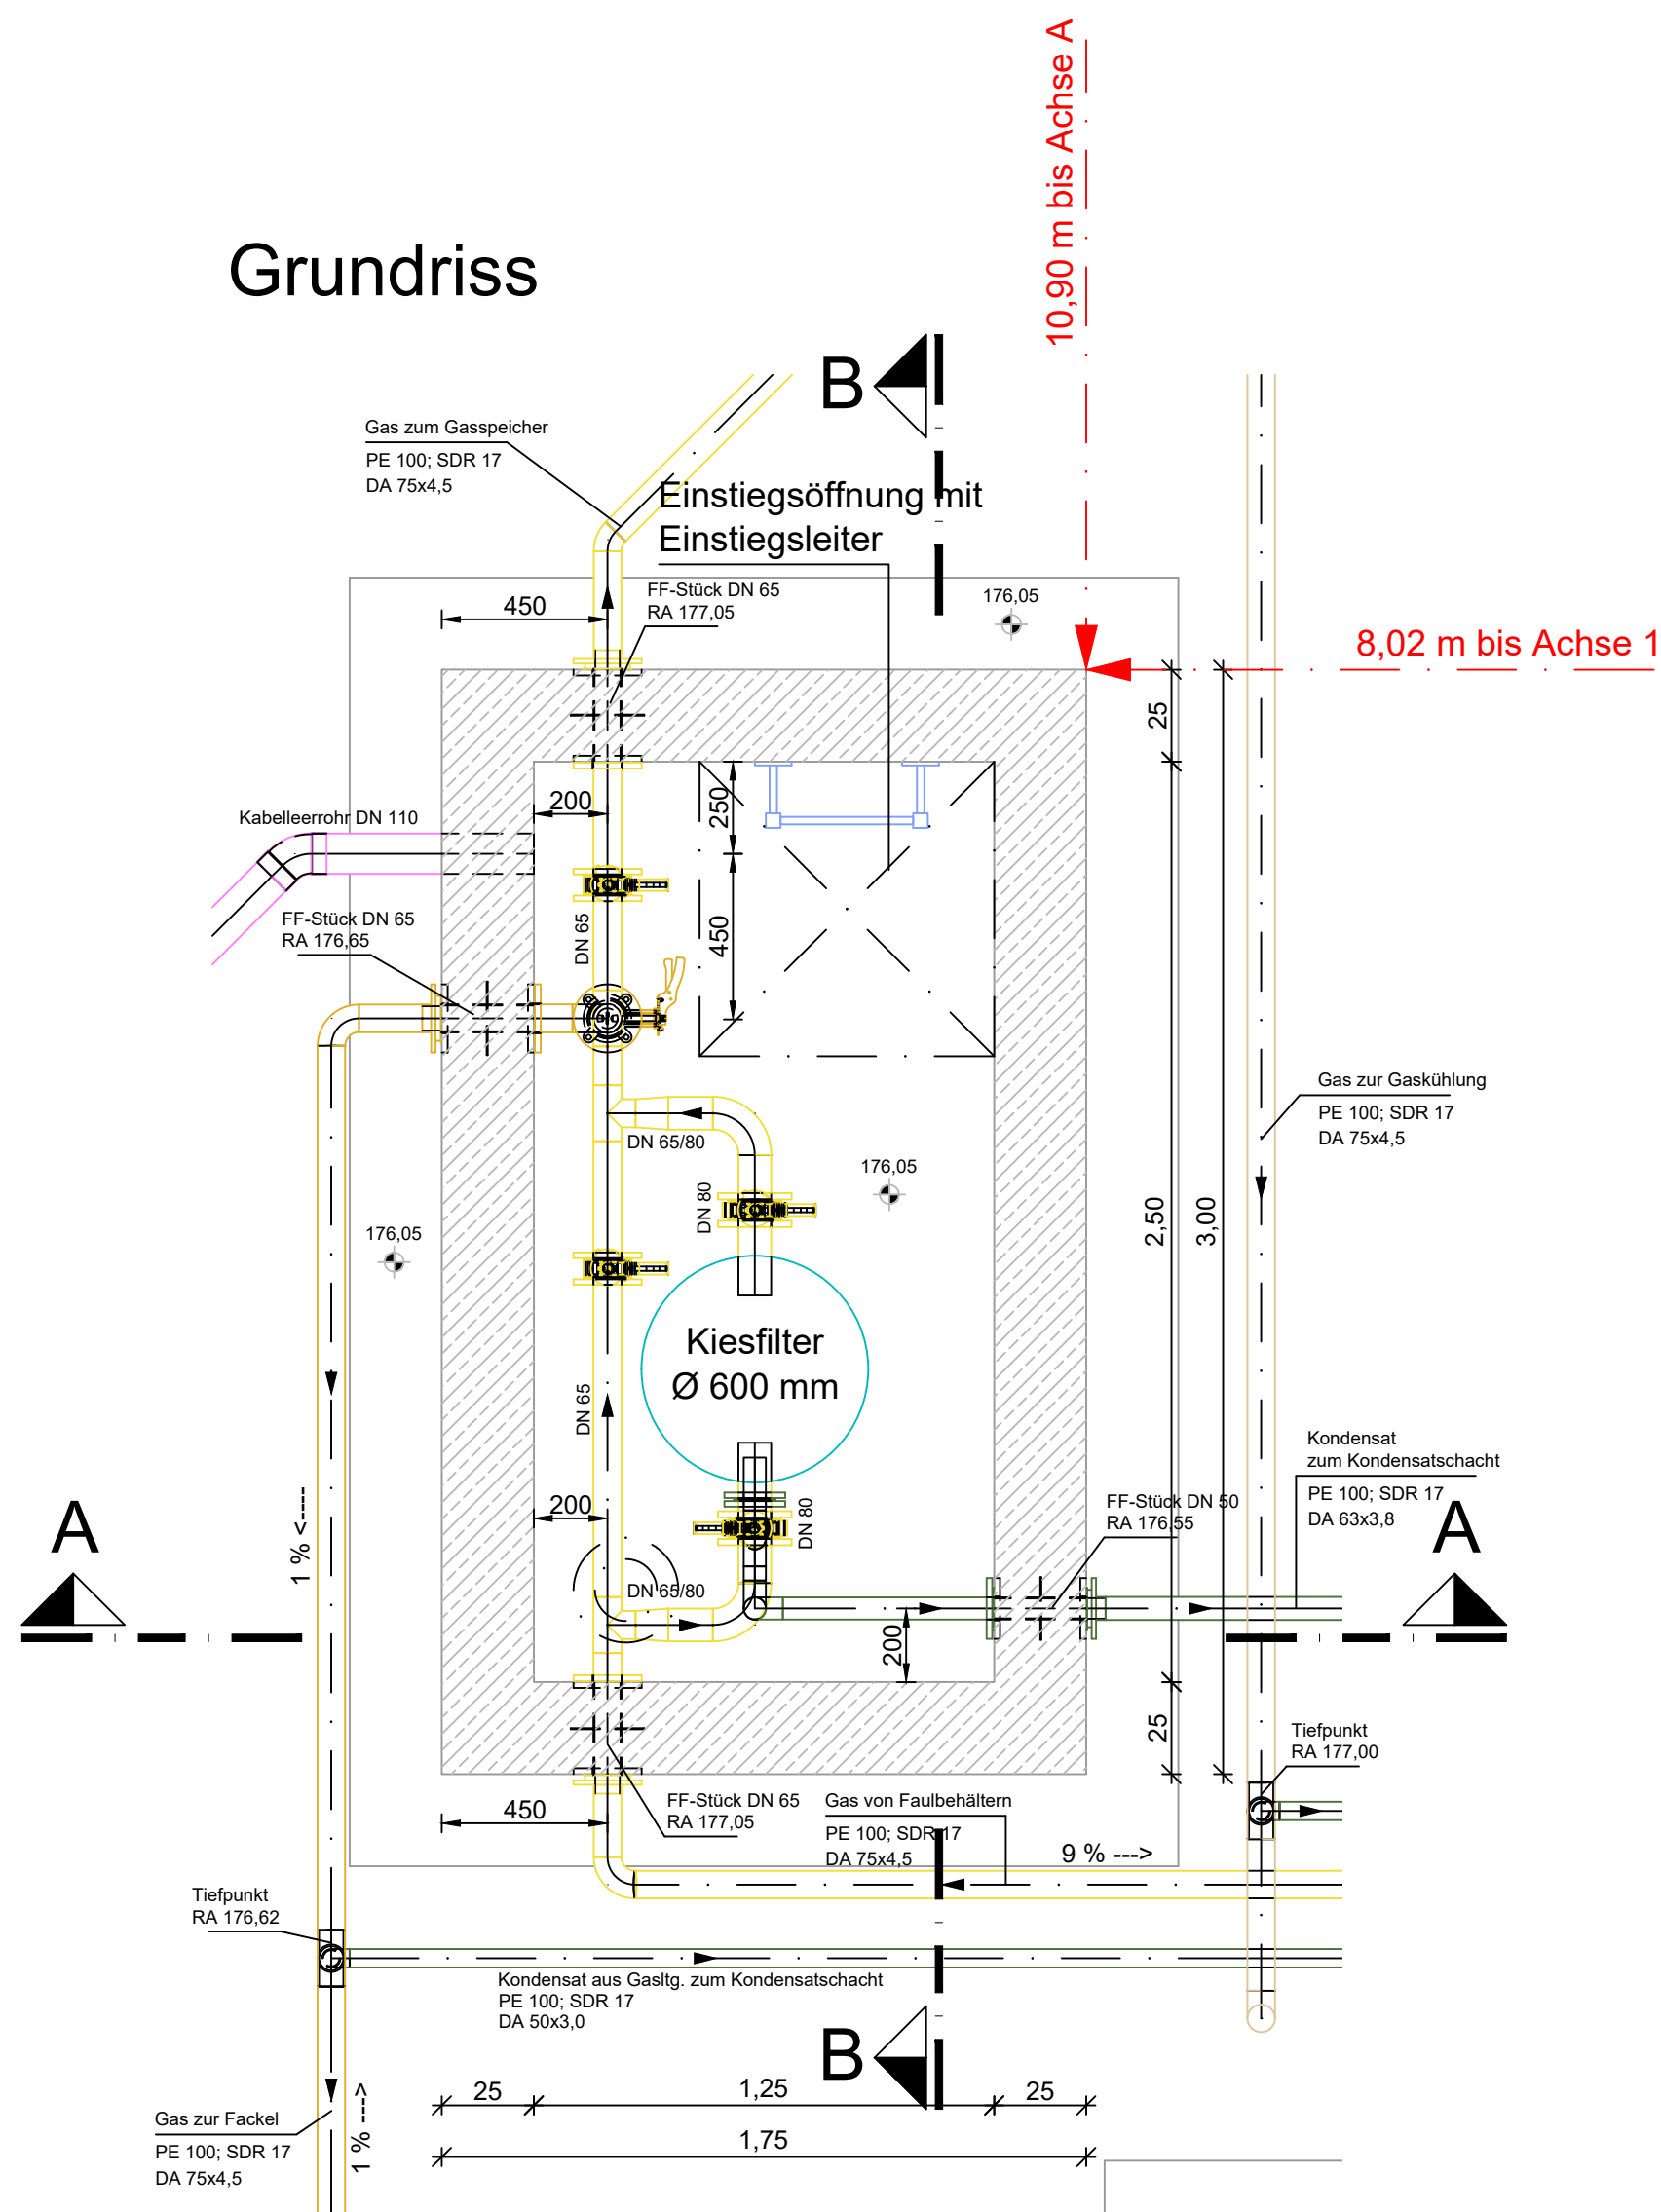 10,90 m bis Achse A
Grundriss
B
Gas zum Gasspeicher
PE 100; SDR 17
DA 75x4,5
Einstiegsöffnung mit
Einstiegsleiter
FF-Stück DN 65
RA 177,05
450
176,05
8,02 m bis Achse 1
25
200
250
Kabelleerrohr DN 110
FF-Stück DN 65
RA 176,65
DN 65
450
Gas zur Gaskühlung
PE 100; SDR 17
DA 75x4,5
DN 65/80
176,05
DN 80
2,50
3,00
176,05
Kiesfilter
Ø 600 mm
DN 65
Kondensat
zum Kondensatschacht
PE 100; SDR 17
DA 63x3,8
FF-Stück DN 50
RA 176,55
1 % <----
200
DN 80
A
A
DN 65/80
200
25
Tiefpunkt
RA 177,00
450
FF-Stück DN 65
RA 177,05
Gas von Faulbehältern
PE 100; SDR 17
DA 75x4,5
9 % --->
Tiefpunkt
RA 176,62
Kondensat aus Gasltg. zum Kondensatschacht
PE 100; SDR 17
DA 50x3,0
B
25
1,25
25
1,75
Gas zur Fackel
PE 100; SDR 17
DA 75x4,5
1 % ---->